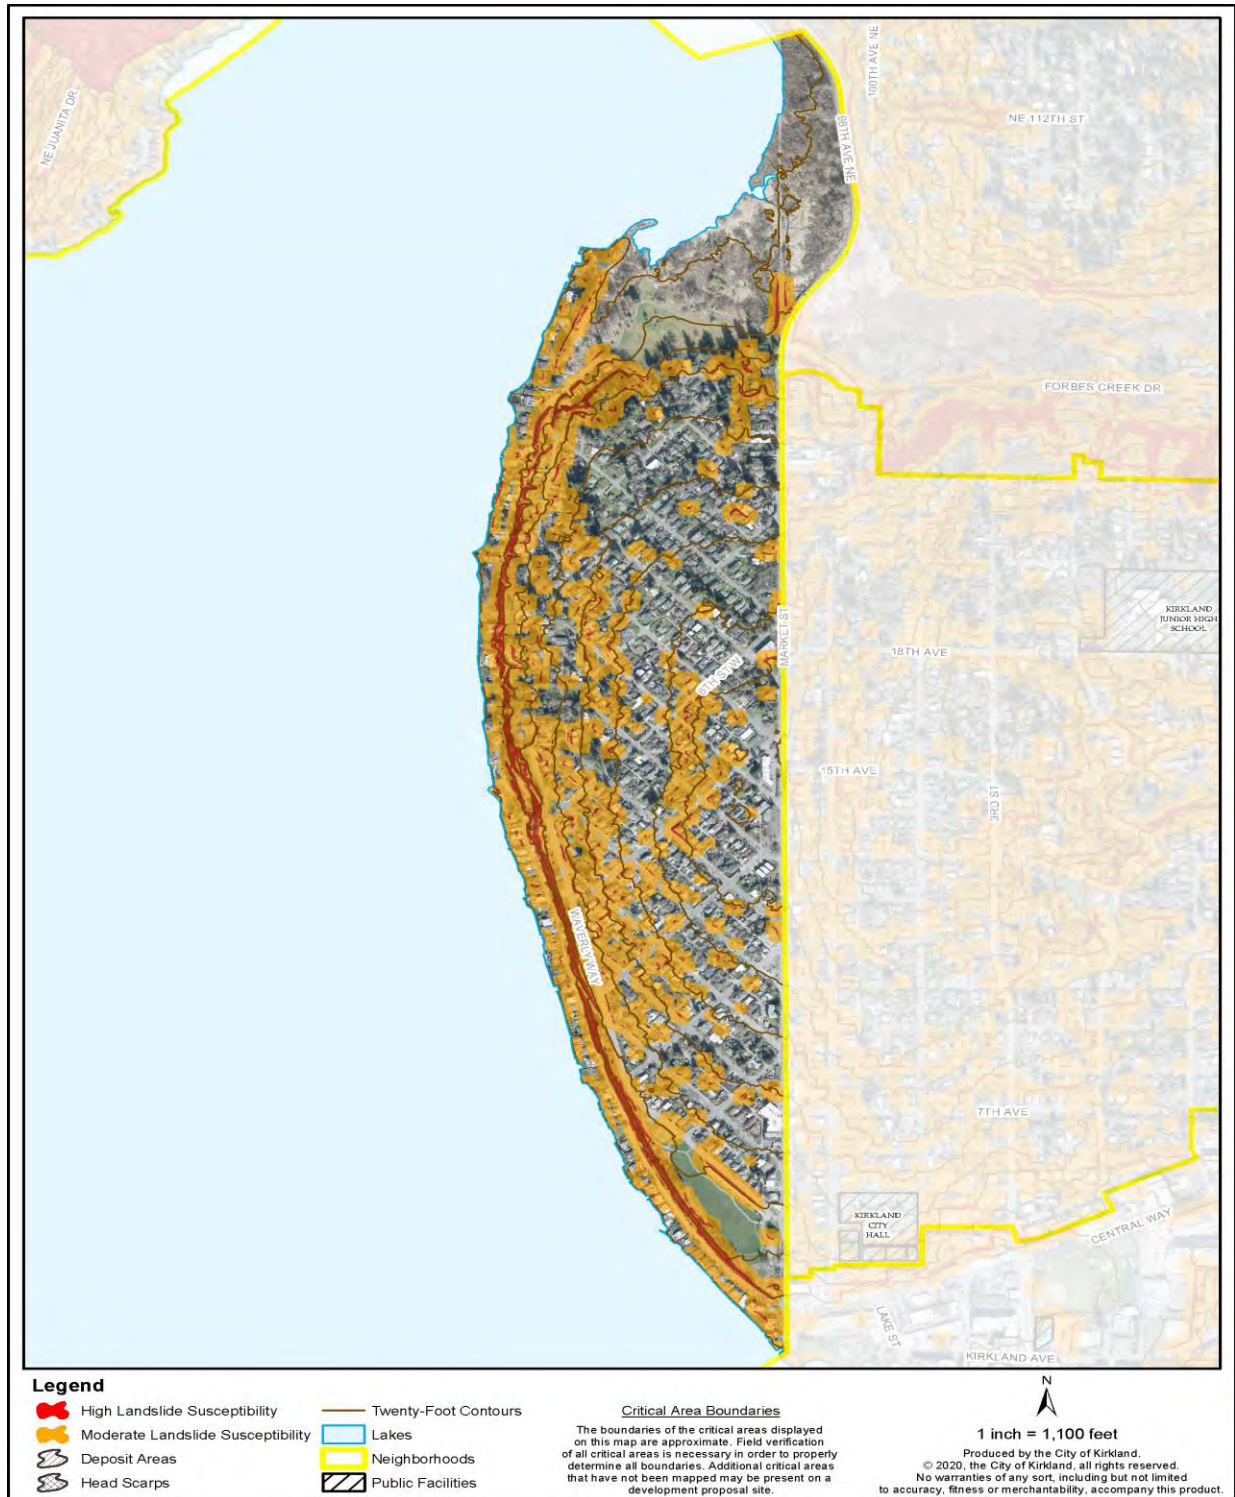 NE JUANITA DR
100TH AVE NE
NE 112TH ST
98TH AVE NE
FORBES CREEK DR
KIRKLAND
JUNIOR HIGH
SCHOOL
MARKET ST
18TH AVE
6TH ST W
15TH AVE
3RD ST
WAVERLY WAY
7TH AVE
KIRKLAND
CITY
HALL
CENTRAL WAY
LAKE ST
KIRKLAND AVE
Legend
High Landslide Susceptibility
Moderate Landslide Susceptibility
Deposit Areas
Head Scarps
Twenty-Foot Contours
Lakes
Neighborhoods
Public Facilities
Critical Area Boundaries
The boundaries of the critical areas displayed
on this map are approximate. Field verification
of all critical areas is necessary in order to properly
determine all boundaries. Additional critical areas
that have not been mapped may be present on a
development proposal site.
N
1 inch = 1,100 feet
Produced by the City of Kirkland.
© 2020, the City of Kirkland, all rights reserved.
No warranties of any sort, including but not limited
to accuracy, fitness or merchantability, accompany this product.